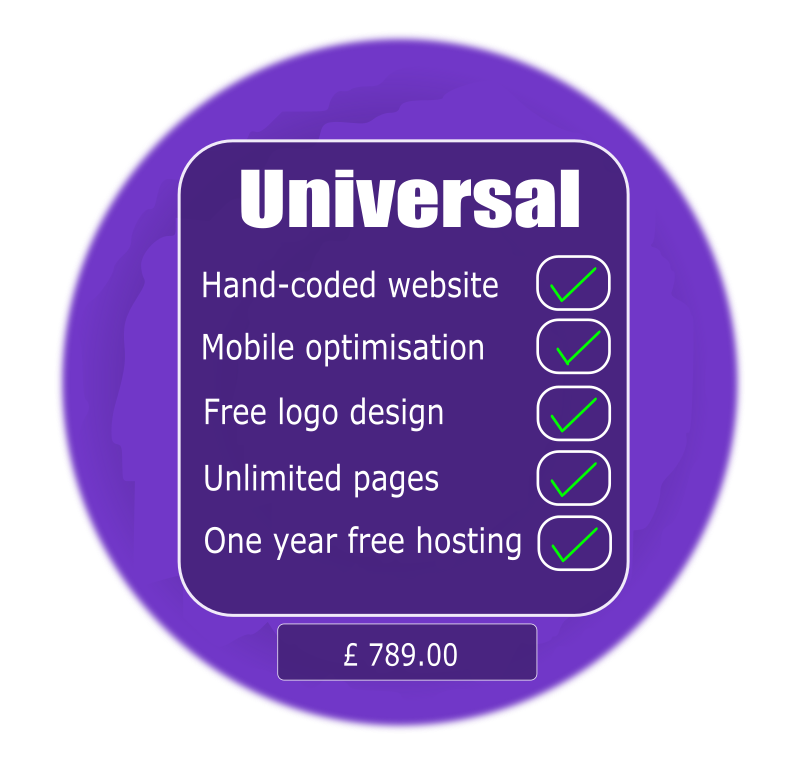 Universal
Hand-coded website
Mobile optimisation
Free logo design
Unlimited pages
One year free hosting
£ 789.00